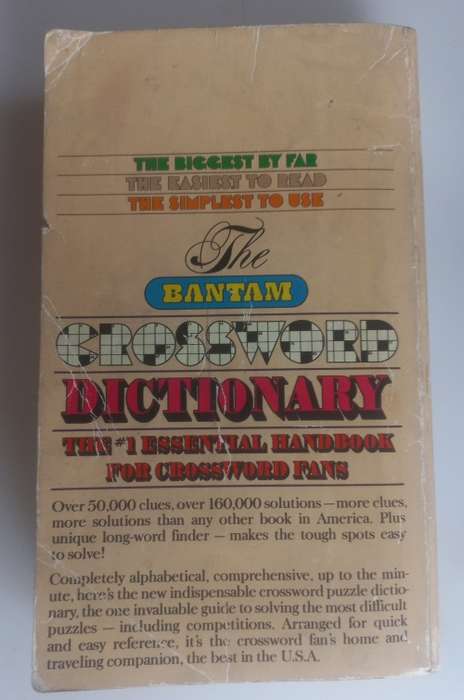 THE BIGGEST BY FAR
THE EASIEST TO READ
THE SIMPLEST TO USE
The
BANTAM
CROSSWORD
DICTIONARY
THE #1 ESSENTIAL HANDBOOK
FOR CROSSWORD FANS
Over 50,000 clues, over 160,000 solutions—more clues,
more solutions than any other book in America. Plus
unique long-word finder — makes the tough spots easy
to solve!
Completely alphabetical, comprehensive, up to the min-
ute, here's the new indispensable crossword puzzle dictio-
nary, the one invaluable guide to solving the most difficult
puzzles — including competitions. Arranged for quick
and easy reference, it's the crossword fan's home and
traveling companion, the best in the U.S.A.